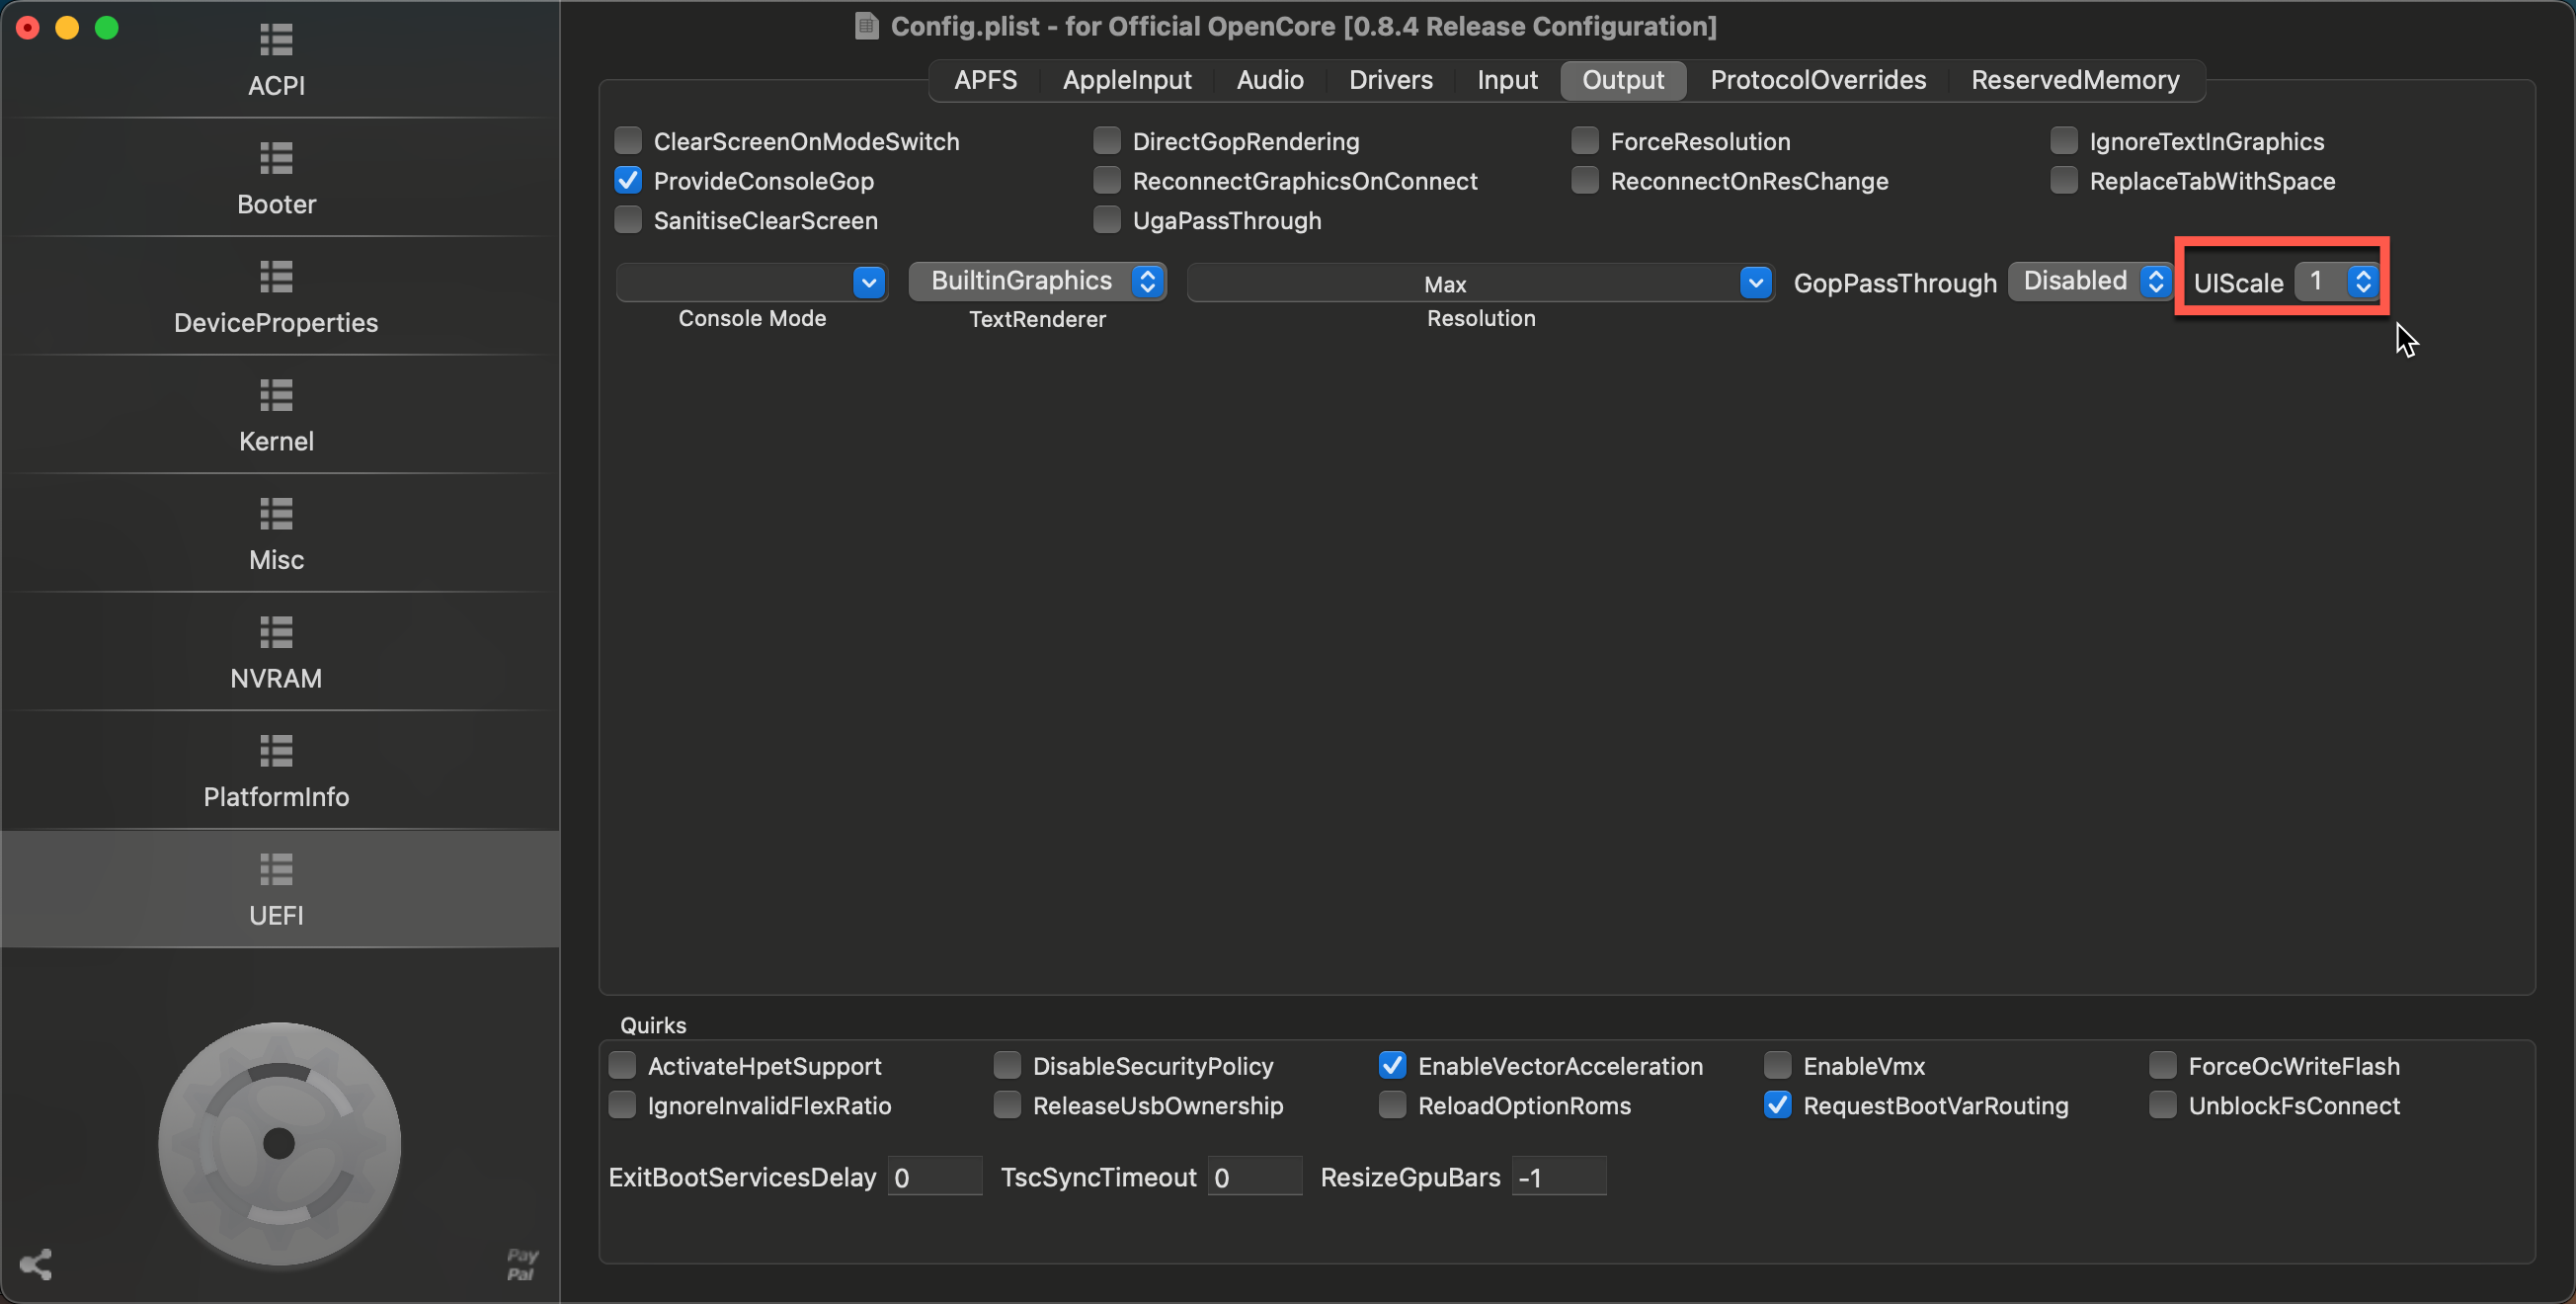 Config.plist - for Official OpenCore [0.8.4 Release Configuration]
ACPI
Booter
DeviceProperties
Kernel
Misc
NVRAM
PlatformInfo
UEFI
Pay
Pal
APFS AppleInput Audio Drivers Input Output ProtocolOverrides ReservedMemory
ClearScreenOnModeSwitch DirectGopRendering ForceResolution IgnoreTextInGraphics
ProvideConsoleGop ReconnectGraphicsOnConnect ReconnectOnResChange ReplaceTabWithSpace
SanitiseClearScreen UgaPassThrough
BuiltinGraphics Max GopPassThrough Disabled UIScale 1
Console Mode TextRenderer Resolution
Quirks
ActivateHpetSupport DisableSecurityPolicy EnableVectorAcceleration EnableVmx ForceOcWriteFlash
IgnoreInvalidFlexRatio ReleaseUsbOwnership ReloadOptionRoms RequestBootVarRouting UnblockFsConnect
ExitBootServicesDelay 0 TscSyncTimeout 0 ResizeGpuBars -1